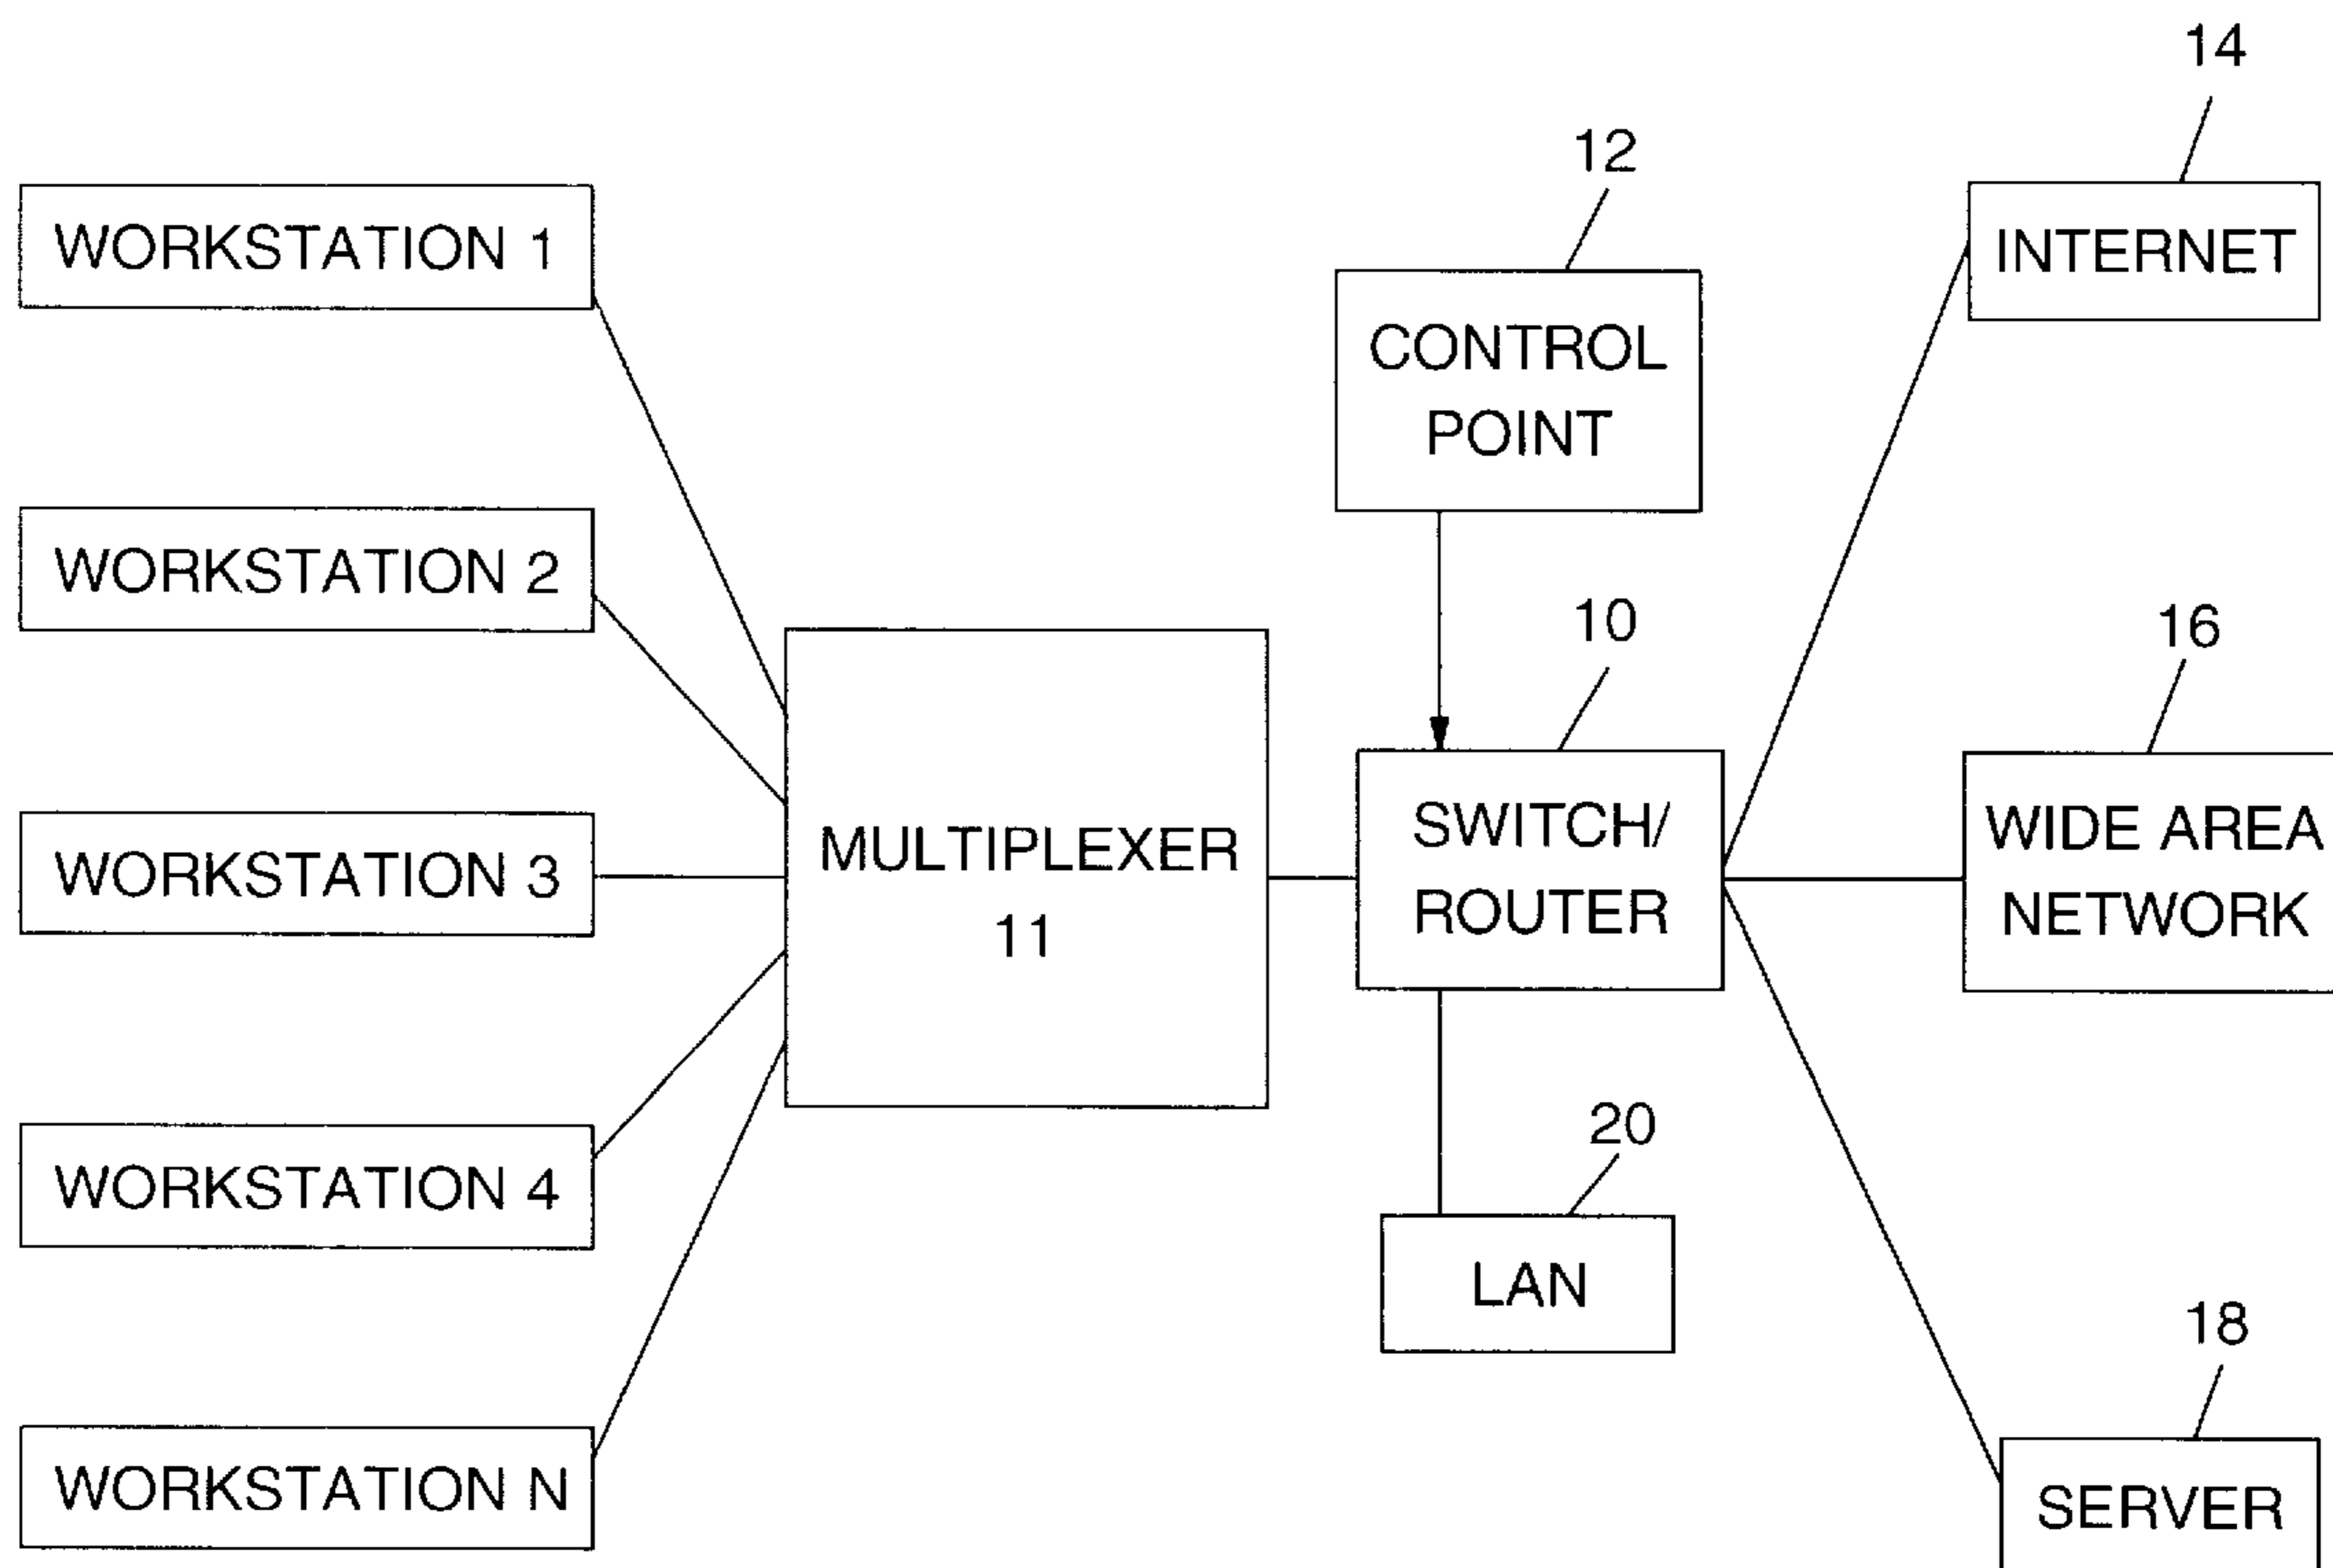 14
12
WORKSTATION 1
INTERNET
CONTROL
POINT
WORKSTATION 2
10
16
WORKSTATION 3
MULTIPLEXER
11
SWITCH/
ROUTER
WIDE AREA
NETWORK
20
WORKSTATION 4
LAN
18
WORKSTATION N
SERVER